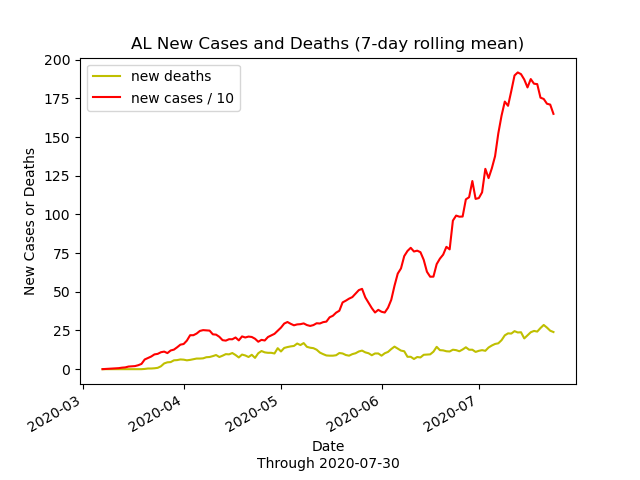 AL New Cases and Deaths (7-day rolling mean)
new deaths
new cases / 10
New Cases or Deaths
200
175
150
125
100
75
50
25
0
2020-03
2020-04
2020-05
2020-06
2020-07
Date
Through 2020-07-30